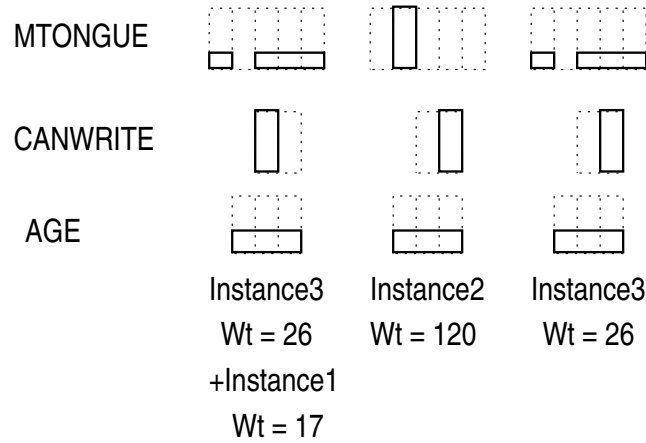 MTONGUE
CANWRITE
AGE
Instance3 Instance2 Instance3
Wt = 26 Wt = 120 Wt = 26
+Instance1
Wt = 17